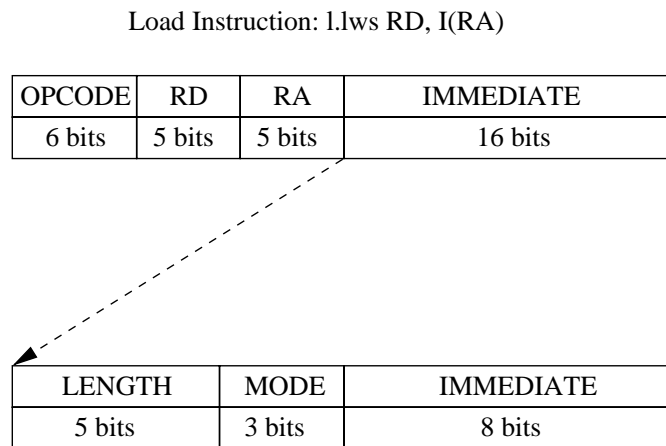 Load Instruction: l.lws RD, I(RA)
OPCODE RD RA IMMEDIATE
6 bits 5 bits 5 bits 16 bits
LENGTH MODE IMMEDIATE
5 bits 3 bits 8 bits